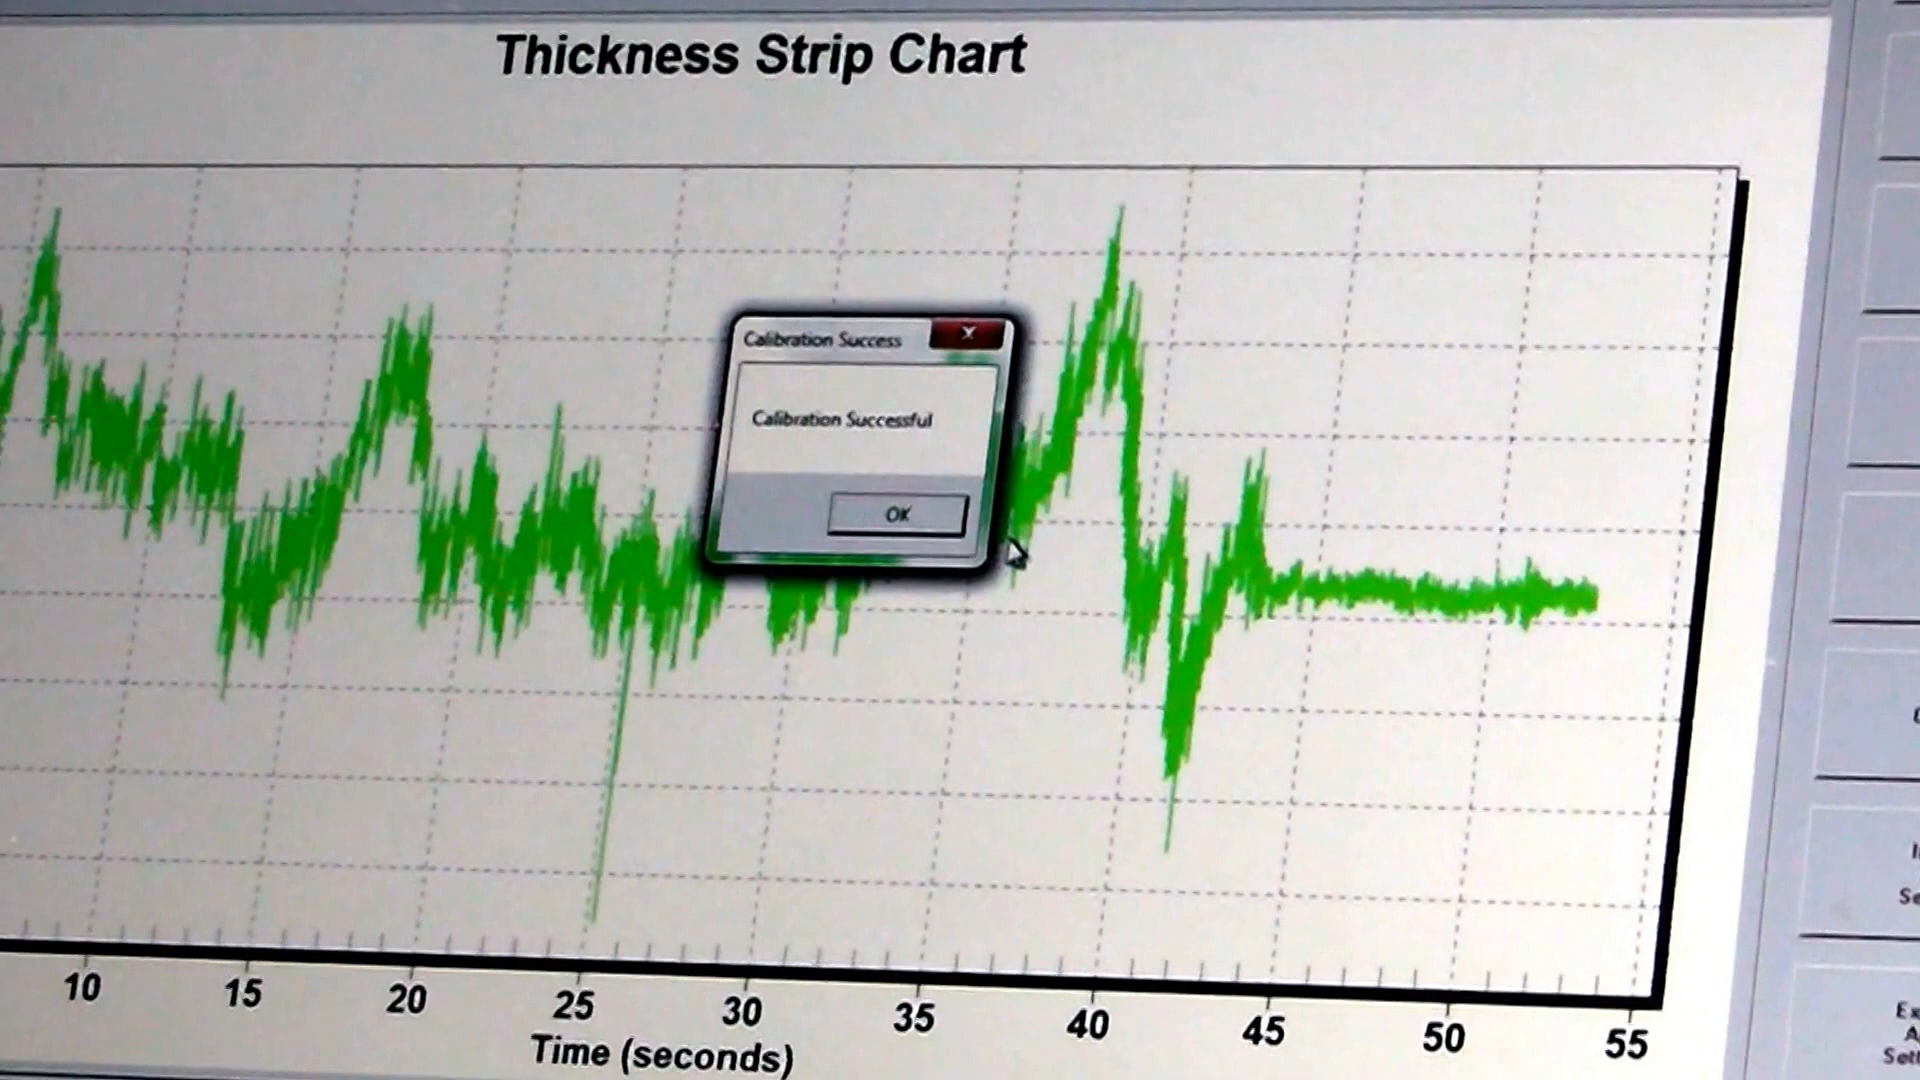 Thickness Strip Chart
Calibration Success
X
Calibration Successful
OK
10 15 20 25 30 35 40 45 50 55
Time (seconds)